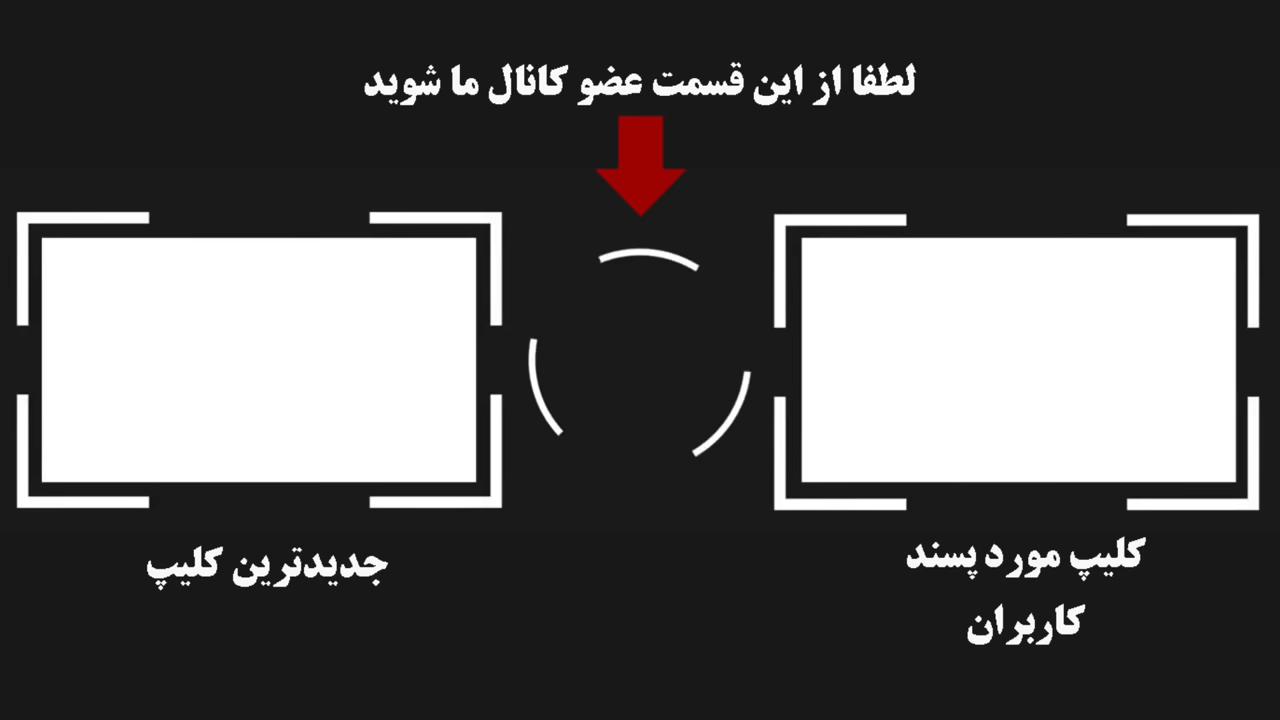 لطفا از این قسمت عضو کانال ما شوید
کلیپ مورد پسند
کاربران
جدیدترین کلیپ